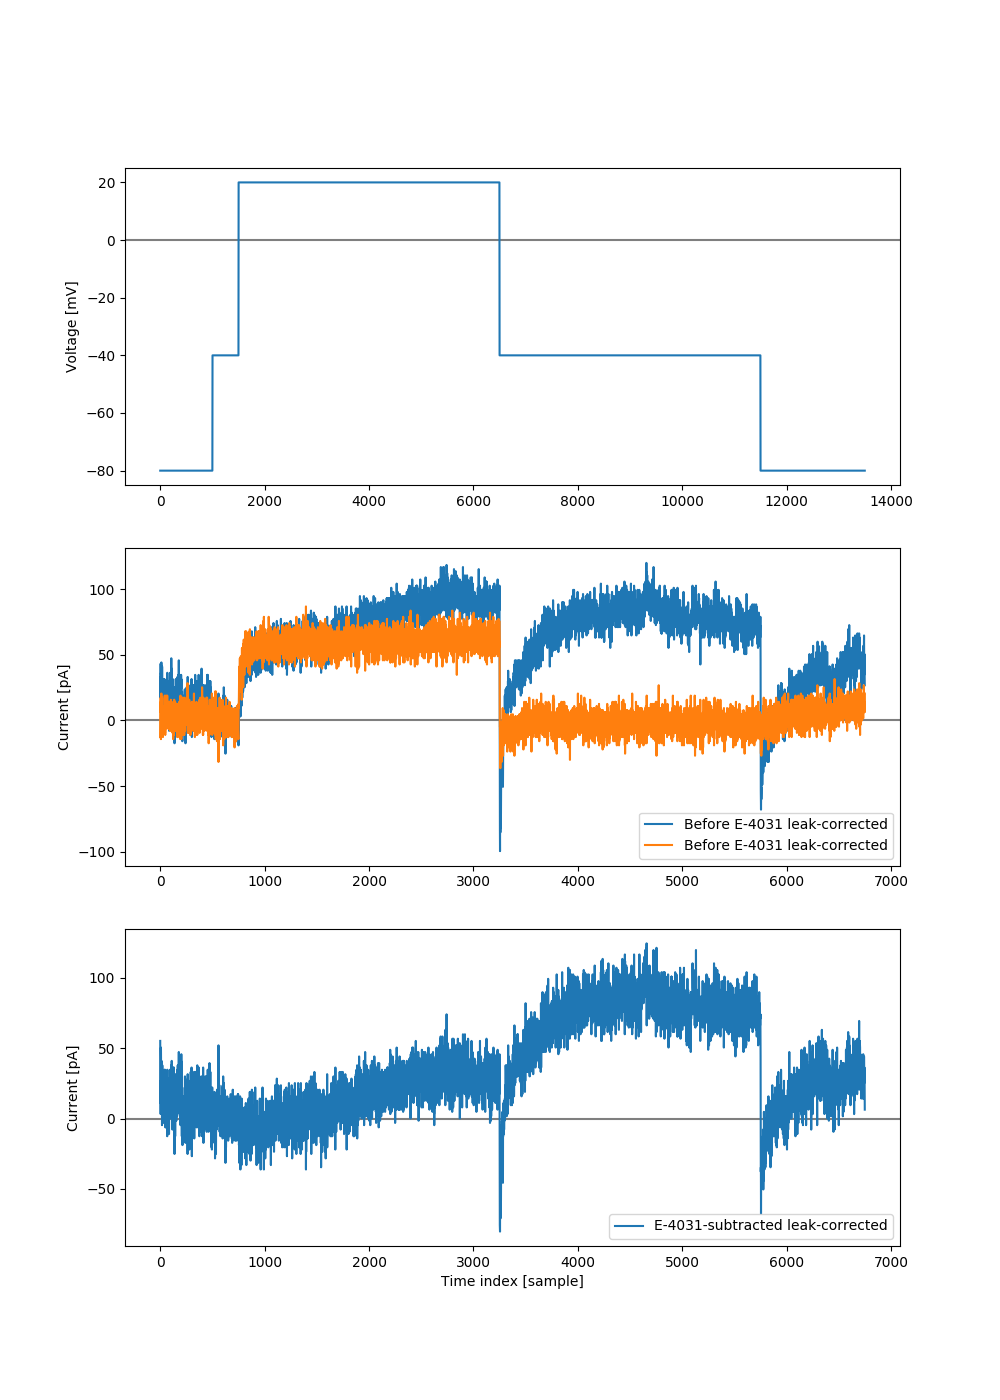 20
0
−20
−40
−60
−80
Voltage [mV]
0 2000 4000 6000 8000 10000 12000 14000
100
50
0
−50
−100
Current [pA]
Before E-4031 leak-corrected
Before E-4031 leak-corrected
0 1000 2000 3000 4000 5000 6000 7000
100
50
0
−50
Current [pA]
E-4031-subtracted leak-corrected
0 1000 2000 3000 4000 5000 6000 7000
Time index [sample]